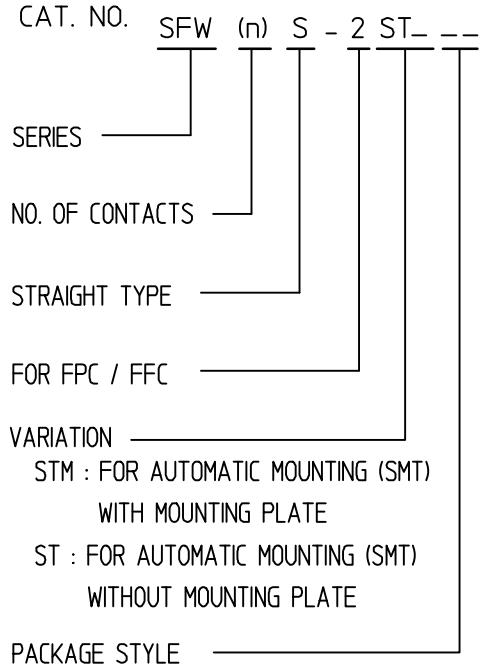 CAT. NO. SFW (n) S - 2 ST_ _ _
SERIES
NO. OF CONTACTS
STRAIGHT TYPE
FOR FPC / FFC
VARIATION
STM : FOR AUTOMATIC MOUNTING (SMT)
WITH MOUNTING PLATE
ST : FOR AUTOMATIC MOUNTING (SMT)
WITHOUT MOUNTING PLATE
PACKAGE STYLE